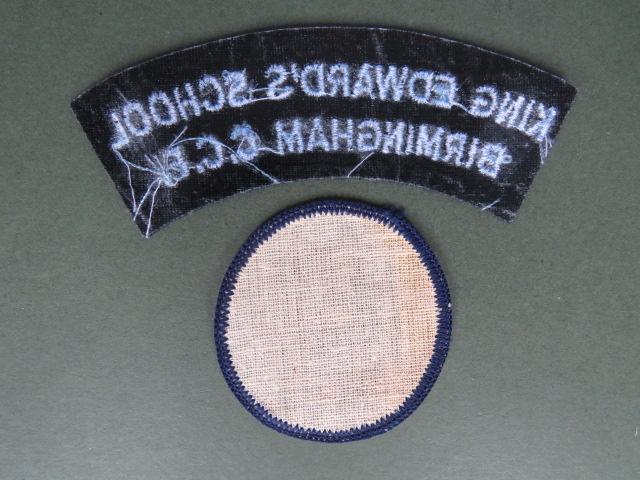 KING EDWARD'S SCHOOL
BIRMINGHAM C.C.F.